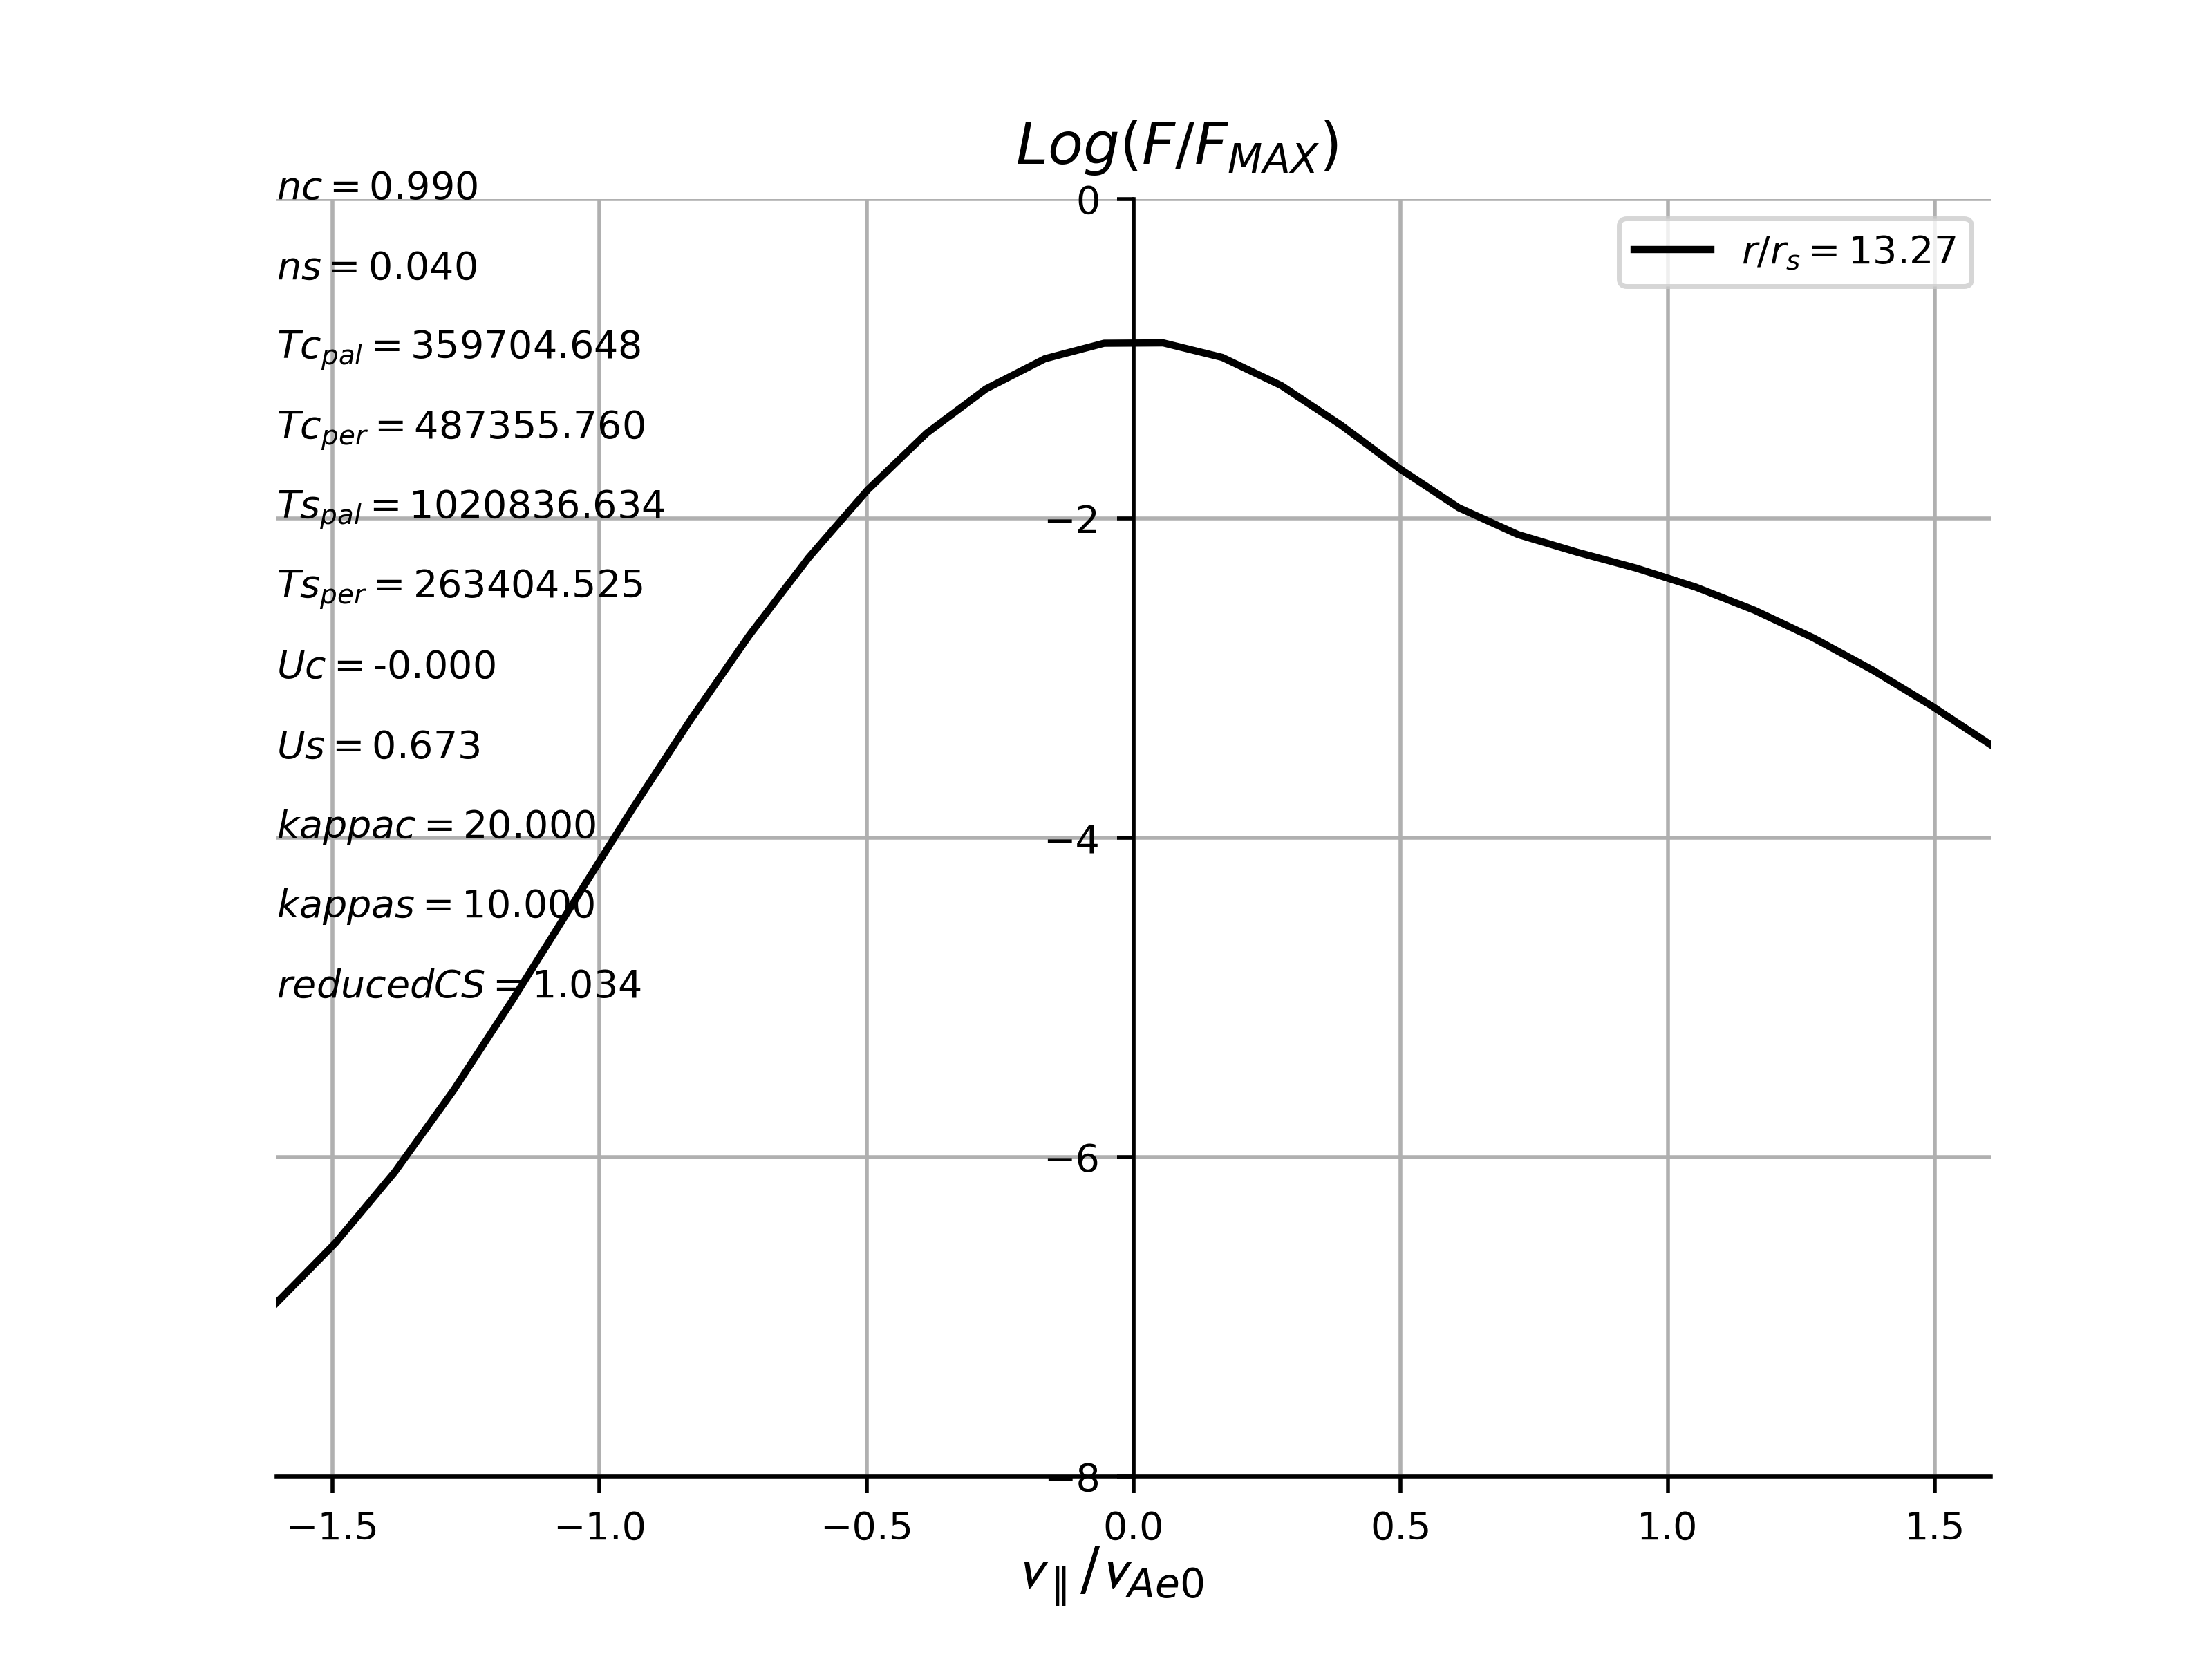 Log(F/F_MAX)
nc = 0.990
0
r/r_s = 13.27
ns = 0.040
Tc_pal = 359704.648
Tc_per = 487355.760
Ts_pal = 1020836.634
−2
Ts_per = 263404.525
Uc = -0.000
Us = 0.673
kappac = 20.000
−4
kappas = 10.000
reducedCS = 1.034
−6
−8
−1.5 −1.0 −0.5 0.0 0.5 1.0 1.5
v_∥/v_Ae0